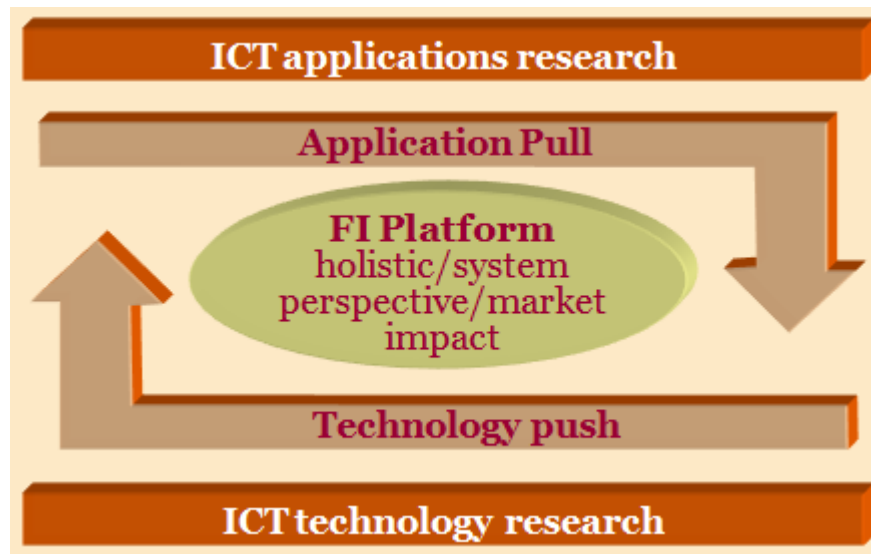 ICT applications research
Application Pull
FI Platform
holistic/system
perspective/market
impact
Technology push
ICT technology research